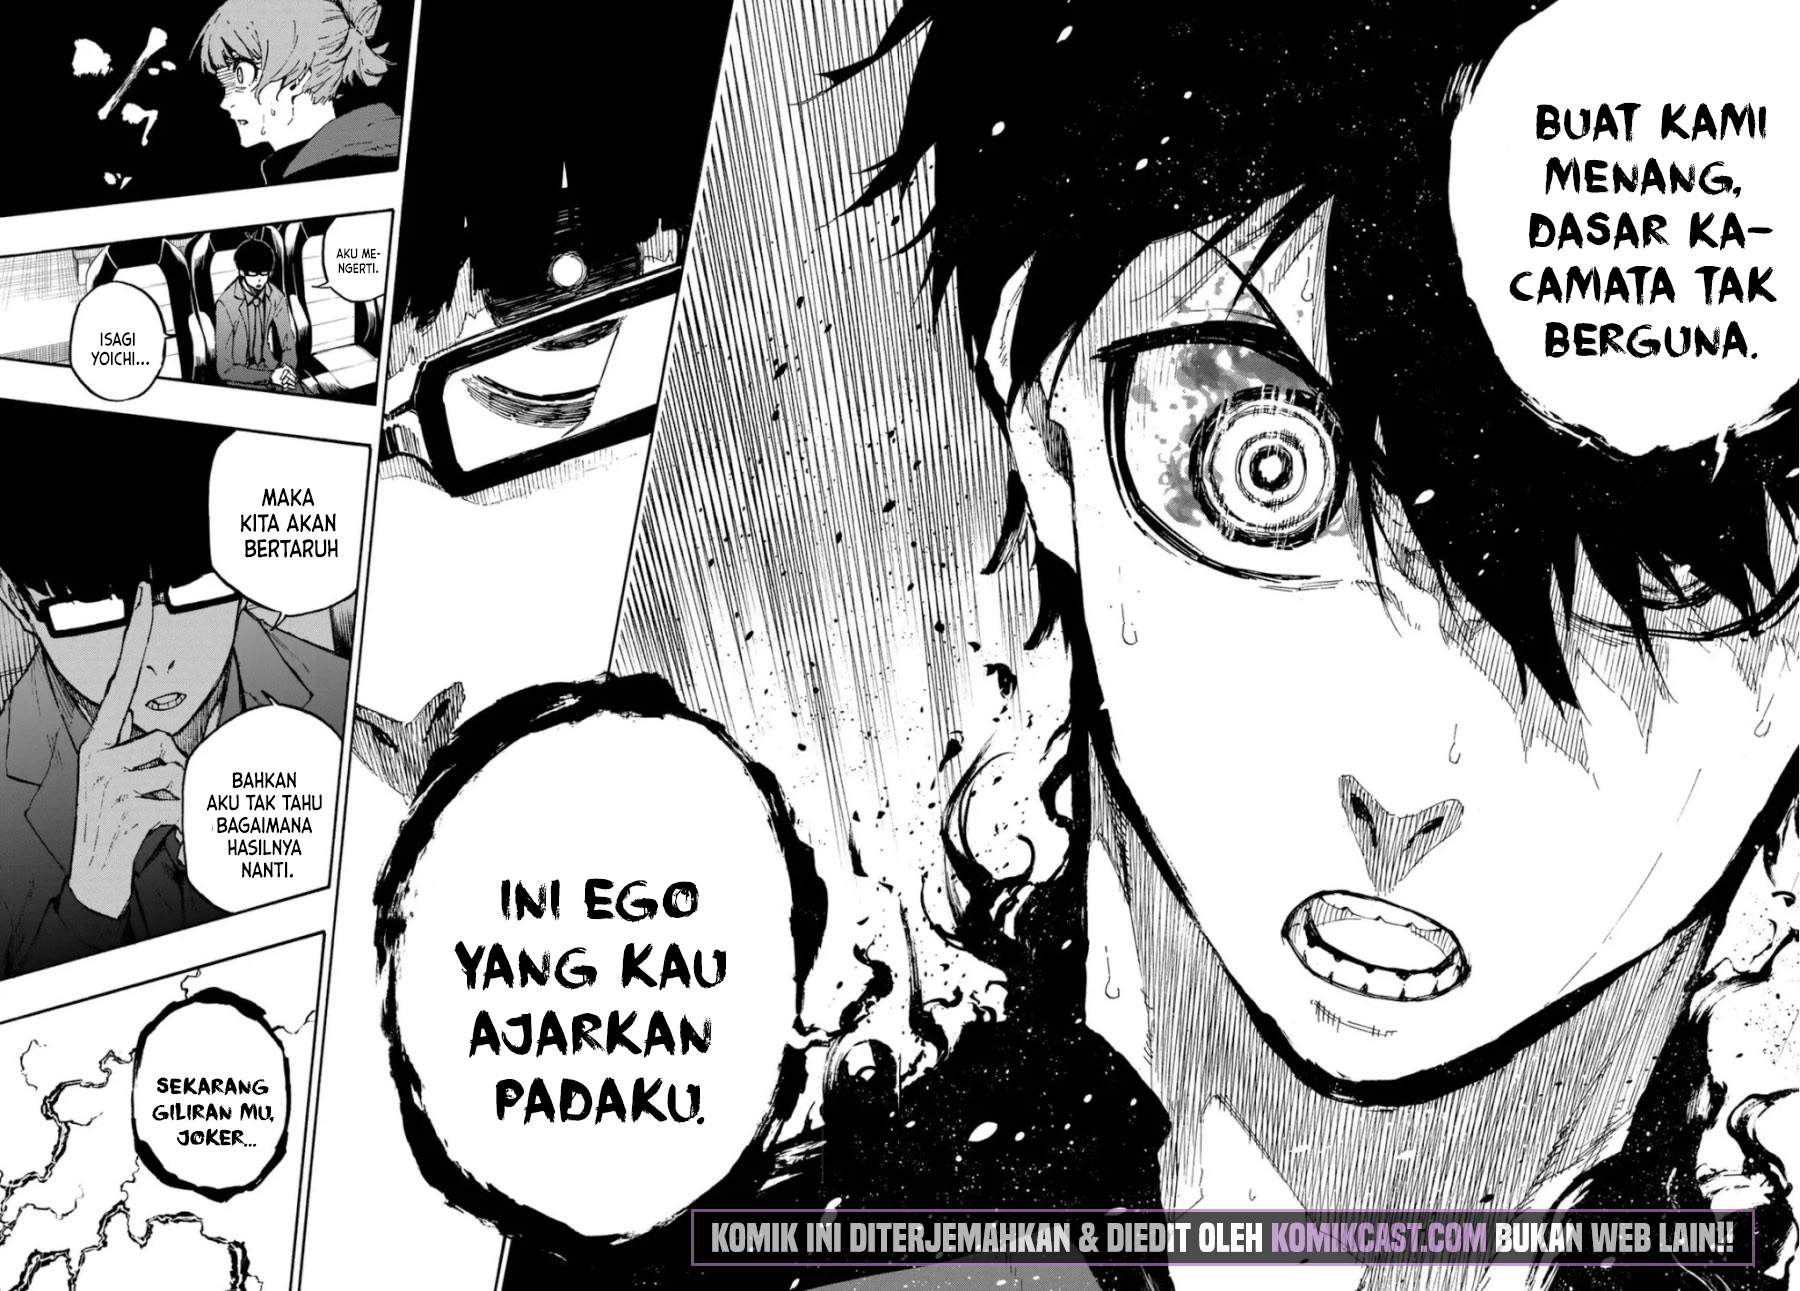 BUAT KAMI
MENANG,
DASAR KA-
CAMATA TAK
BERGUNA.
INI EGO
YANG KAU
AJARKAN
PADAKU.
AKU ME-
NGERTI.
ISAGI
YOICHI...
MAKA
KITA AKAN
BERTARUH
BAHKAN
AKU TAK TAHU
BAGAIMANA
HASILNYA
NANTI.
SEKARANG
GILIRAN MU,
JOKER...
KOMIK INI DITERJEMAHKAN & DIEDIT OLEH KOMIKCAST.COM BUKAN WEB LAIN!!